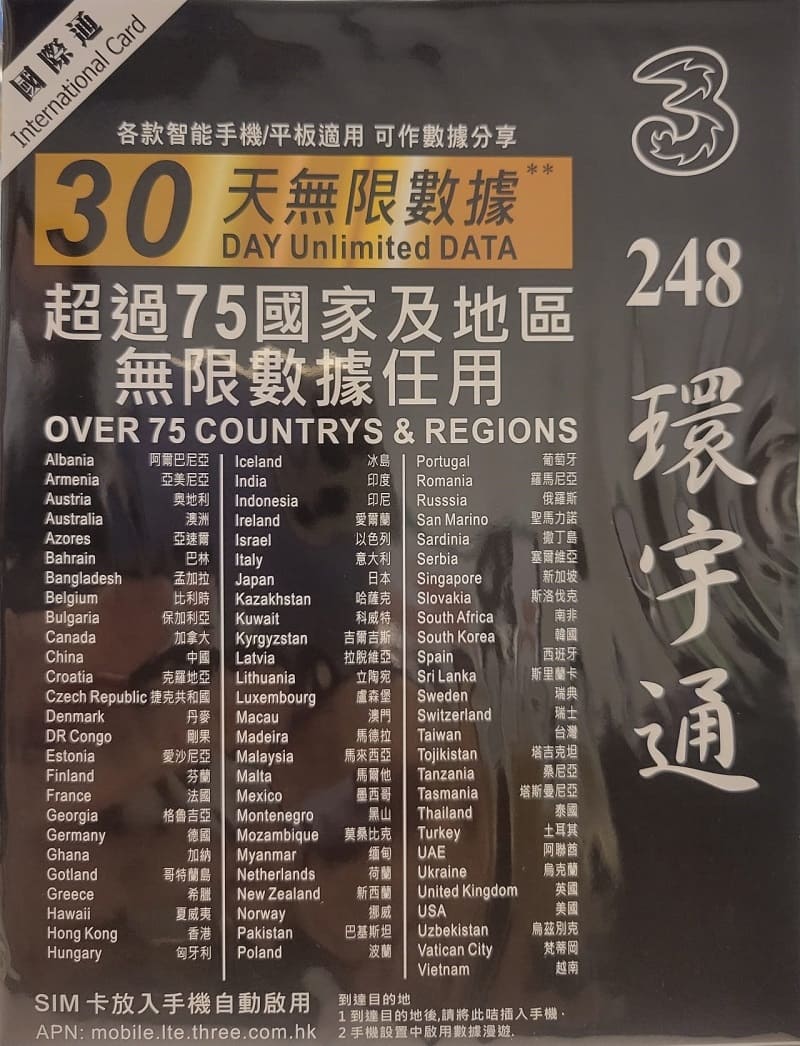 國際通
International Card
3
各款智能手機/平板適用 可作數據分享
30 天無限數據**
DAY Unlimited DATA
超過75國家及地區
無限數據任用
OVER 75 COUNTRYS & REGIONS
Albania 阿爾巴尼亞
Armenia 亞美尼亞
Austria 奧地利
Australia 澳洲
Azores 亞速爾
Bahrain 巴林
Bangladesh 孟加拉
Belgium 比利時
Bulgaria 保加利亞
Canada 加拿大
China 中國
Croatia 克羅地亞
Czech Republic 捷克共和國
Denmark 丹麥
DR Congo 剛果
Estonia 愛沙尼亞
Finland 芬蘭
France 法國
Georgia 格魯吉亞
Germany 德國
Ghana 加納
Gotland 哥特蘭島
Greece 希臘
Hawaii 夏威夷
Hong Kong 香港
Hungary 匈牙利
Iceland 冰島
India 印度
Indonesia 印尼
Ireland 愛爾蘭
Israel 以色列
Italy 意大利
Japan 日本
Kazakhstan 哈薩克
Kuwait 科威特
Kyrgyzstan 吉爾吉斯
Latvia 拉脫維亞
Lithuania 立陶宛
Luxembourg 盧森堡
Macau 澳門
Madeira 馬德拉
Malaysia 馬來西亞
Malta 馬爾他
Mexico 墨西哥
Montenegro 黑山
Mozambique 莫桑比克
Myanmar 緬甸
Netherlands 荷蘭
New Zealand 新西蘭
Norway 挪威
Pakistan 巴基斯坦
Poland 波蘭
Portugal 葡萄牙
Romania 羅馬尼亞
Russsia 俄羅斯
San Marino 聖馬力諾
Sardinia 撒丁島
Serbia 塞爾維亞
Singapore 新加坡
Slovakia 斯洛伐克
South Africa 南非
South Korea 韓國
Spain 西班牙
Sri Lanka 斯里蘭卡
Sweden 瑞典
Switzerland 瑞士
Taiwan 台灣
Tojikistan 塔吉克坦
Tanzania 桑尼亞
Tasmania 塔斯曼尼亞
Thailand 泰國
Turkey 土耳其
UAE 阿聯酋
Ukraine 烏克蘭
United Kingdom 英國
USA 美國
Uzbekistan 烏茲別克
Vatican City 梵蒂岡
Vietnam 越南
248
環宇通
SIM 卡放入手機自動啟用
APN: mobile.lte.three.com.hk
到達目的地
1 到達目的地後,請將此咭插入手機.
2 手機設置中啟用數據漫遊.